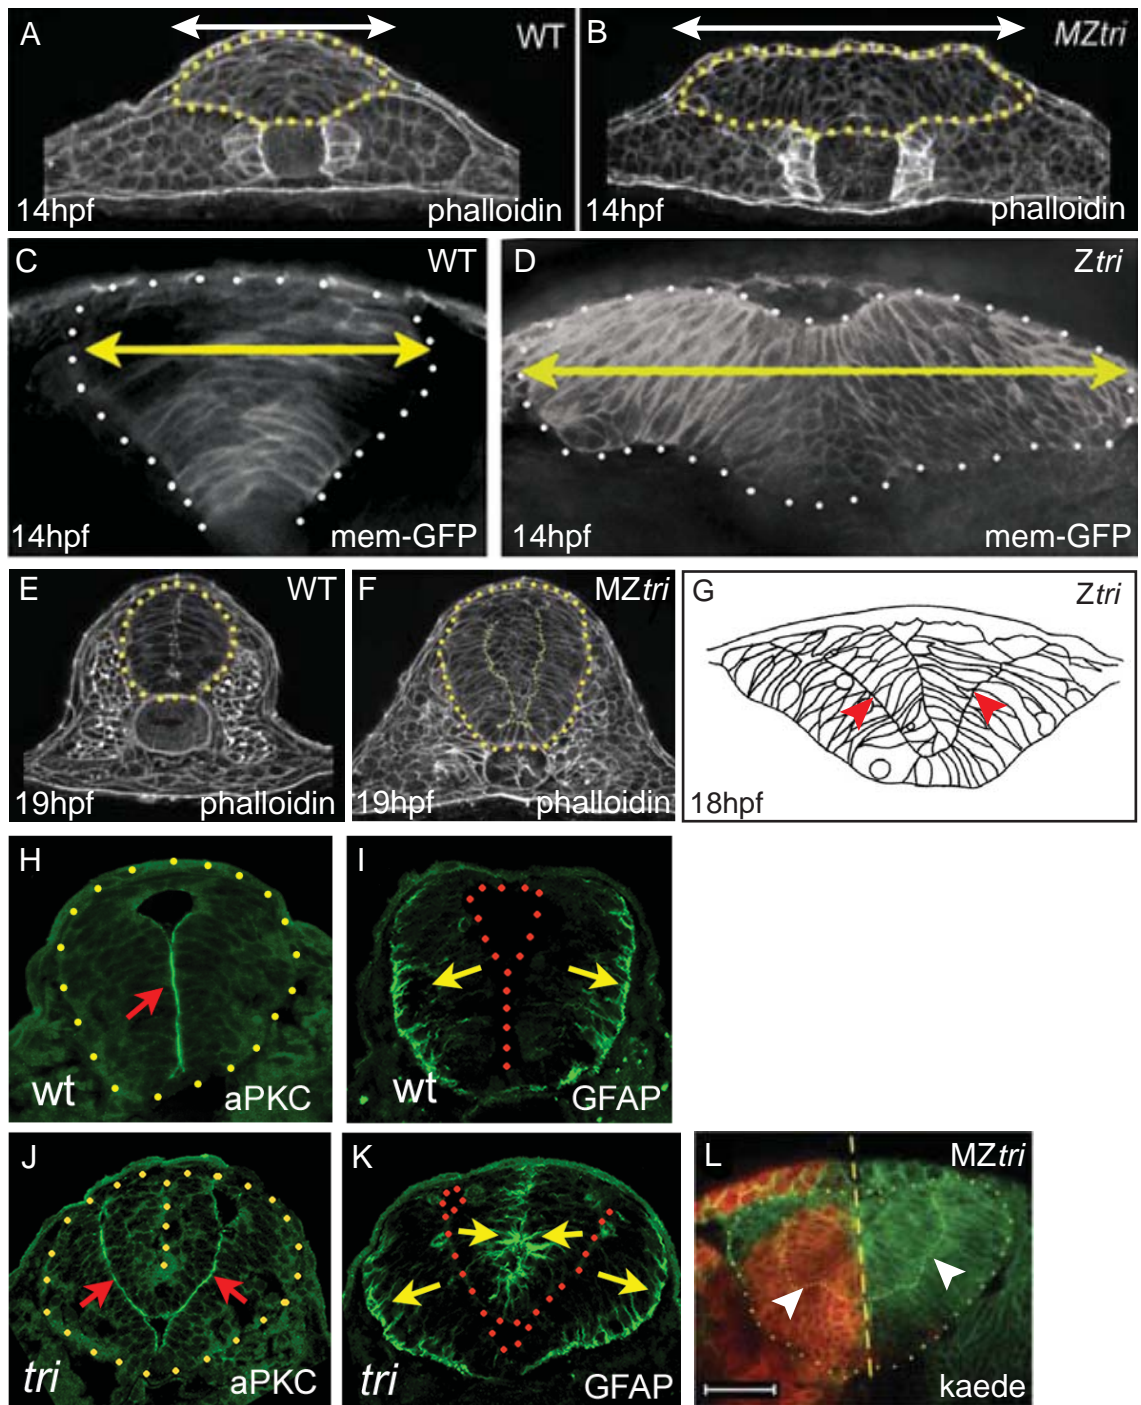 A WT
14hpf phalloidin
B MZtri
14hpf phalloidin
C WT
14hpf mem-GFP
D Ztri
14hpf mem-GFP
E WT
19hpf phalloidin
F MZtri
19hpf phalloidin
G Ztri
18hpf
H
wt aPKC
I
wt GFAP
J
tri aPKC
K
tri GFAP
L MZtri
kaede